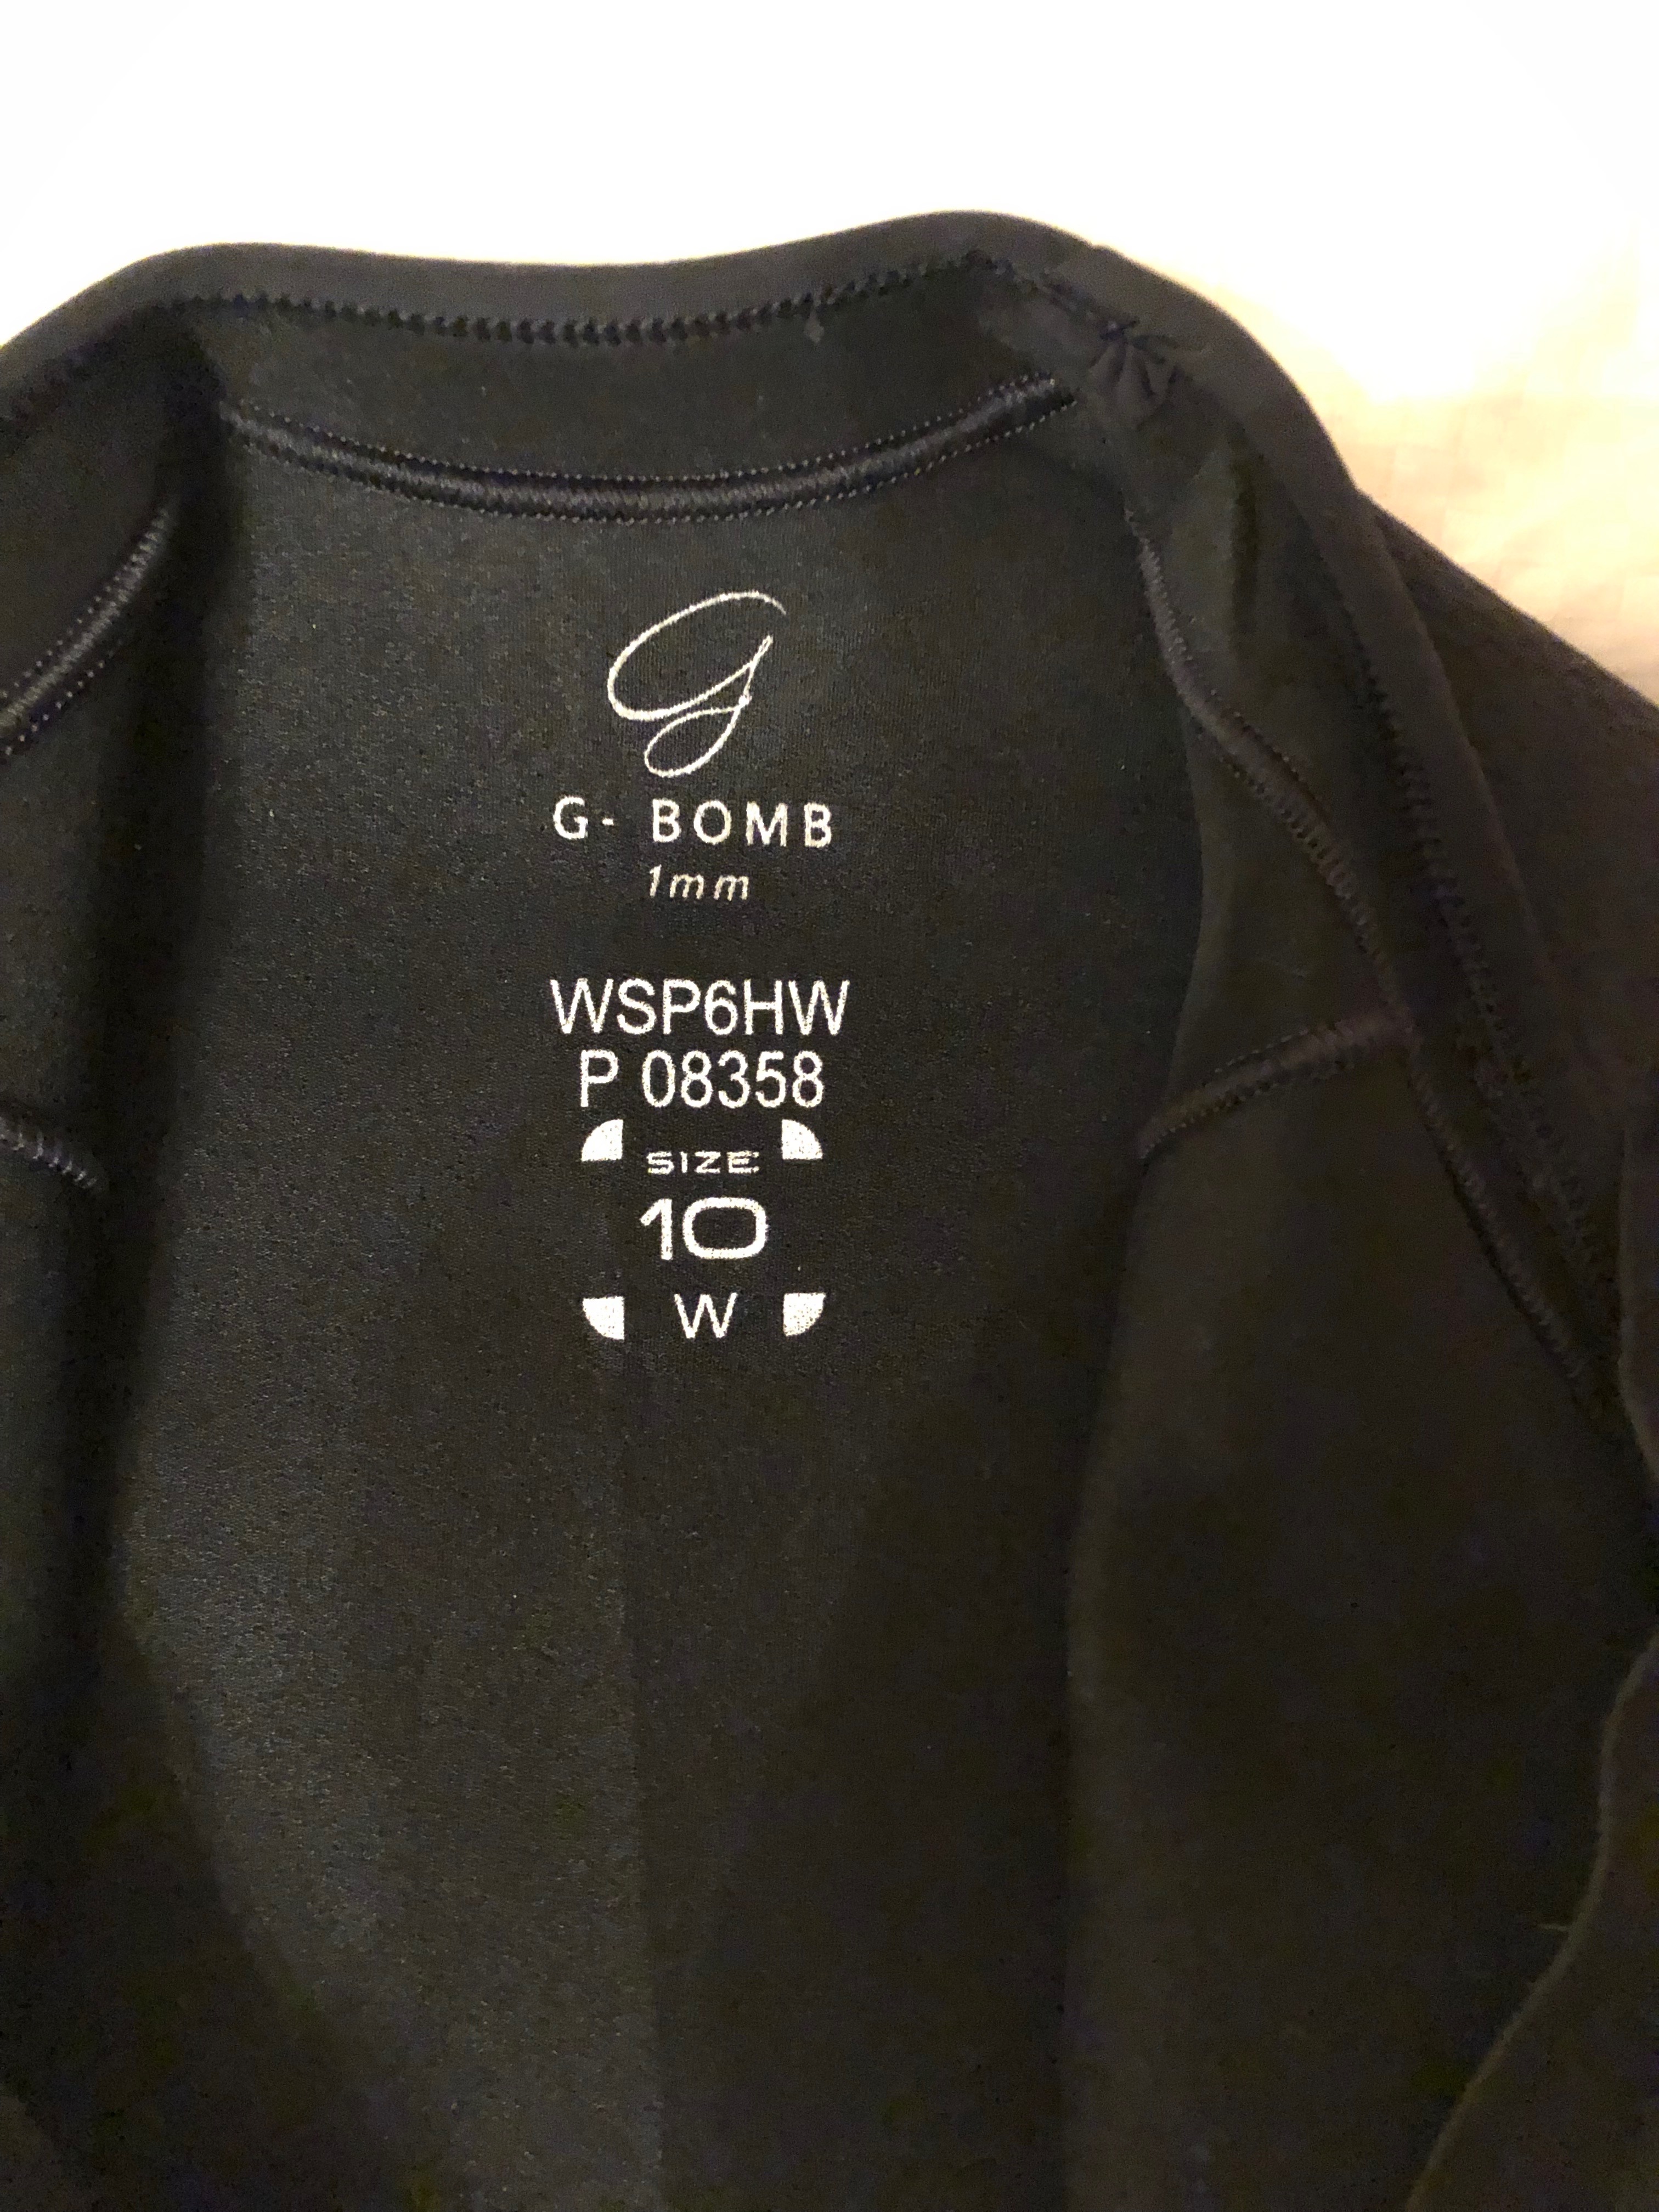 G
G- BOMB
1mm
WSP6HW
P 08358
SIZE
10
W